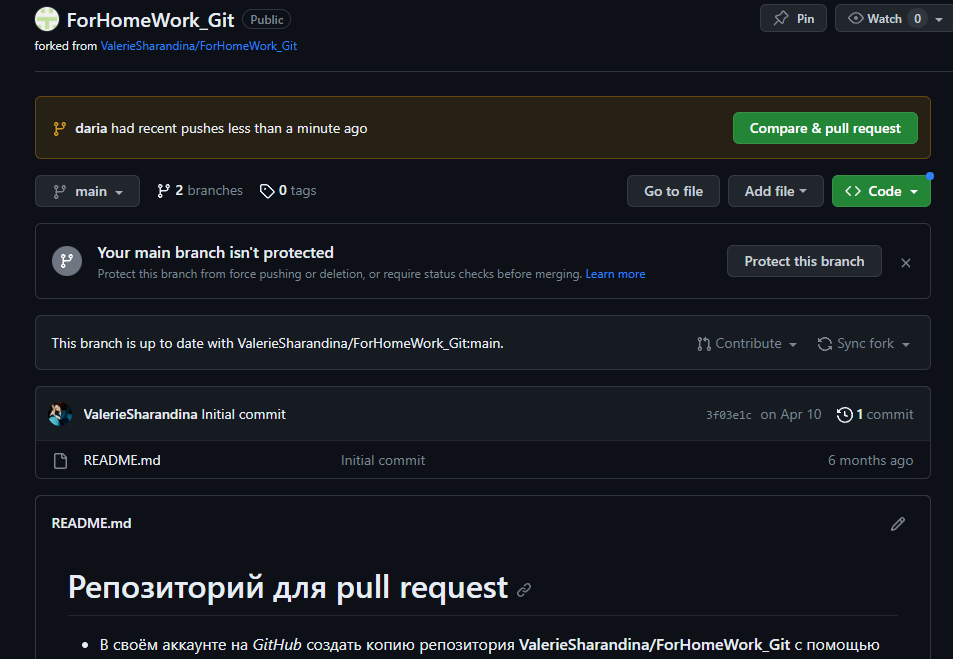 ForHomeWork_Git Public Pin Watch 0
forked from ValerieSharandina/ForHomeWork_Git
daria had recent pushes less than a minute ago Compare & pull request
main 2 branches 0 tags Go to file Add file <> Code
Your main branch isn't protected
Protect this branch from force pushing or deletion, or require status checks before merging. Learn more Protect this branch
This branch is up to date with ValerieSharandina/ForHomeWork_Git:main. Contribute Sync fork
ValerieSharandina Initial commit 3f03e1c on Apr 10 1 commit
README.md Initial commit 6 months ago
README.md
Репозиторий для pull request
• В своём аккаунте на GitHub создать копию репозитория ValerieSharandina/ForHomeWork_Git с помощью